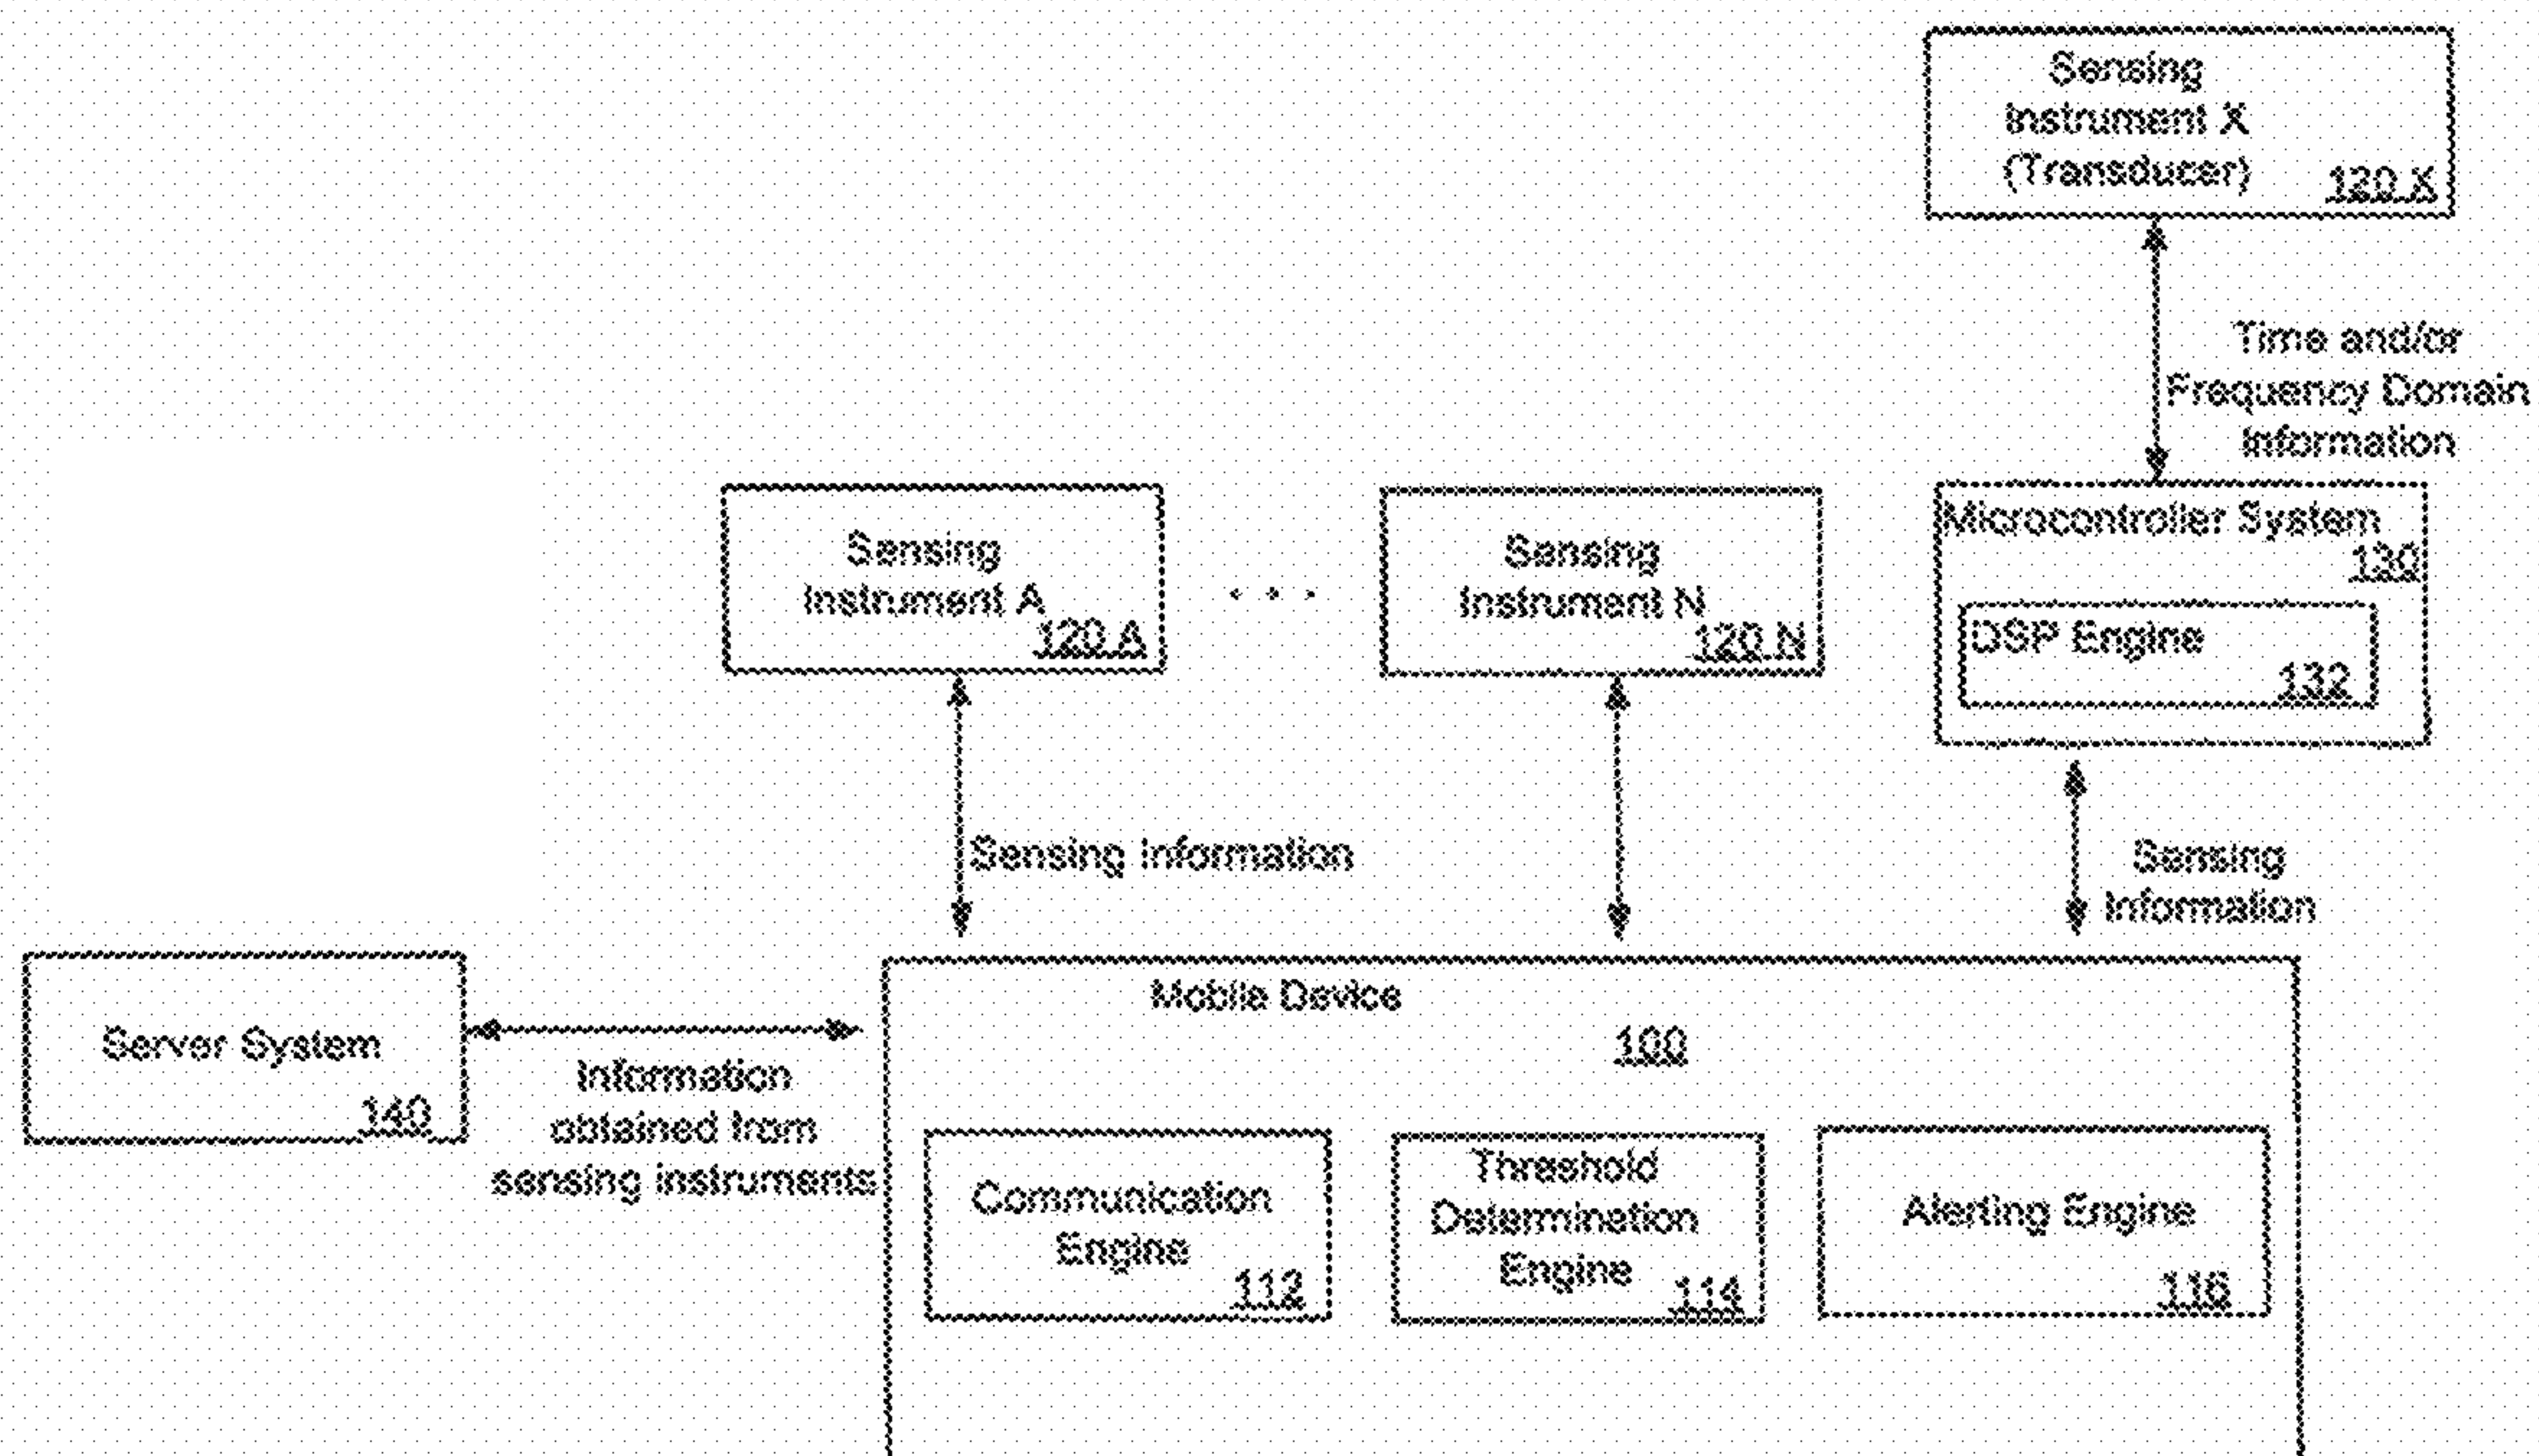 Sensing
Instrument X
(Transducer)
120 X
Time and/or
Frequency Domain
Information
Sensing
Instrument A
120 A
. . .
Sensing
Instrument N
120 N
Microcontroller System
130
DSP Engine
132
Sensing Information
Sensing
Information
Server System
140
Information
obtained from
sensing instruments
Mobile Device
100
Communication
Engine
112
Threshold
Determination
Engine
114
Alerting Engine
116